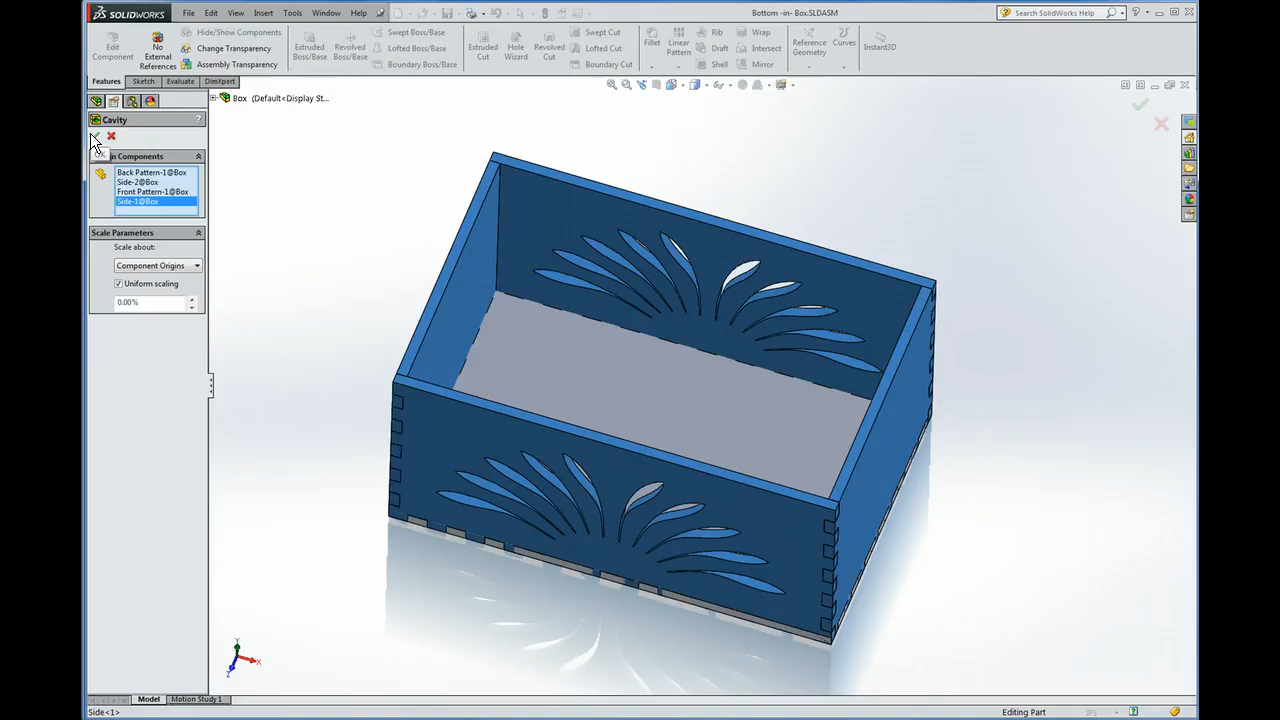 SOLIDWORKS File Edit View Insert Tools Window Help Bottom -in- Box.SLDASM Search SolidWorks Help
Edit Component
No External References
Hide/Show Components
Change Transparency
Assembly Transparency
Extruded Boss/Base
Revolved Boss/Base
Swept Boss/Base
Lofted Boss/Base
Boundary Boss/Base
Extruded Cut
Hole Wizard
Revolved Cut
Swept Cut
Lofted Cut
Boundary Cut
Fillet
Linear Pattern
Rib
Draft
Shell
Wrap
Intersect
Mirror
Reference Geometry
Curves
Instant3D
Features Sketch Evaluate DimXpert
Box (Default<Display St...
Cavity ?
n Components
Back Pattern-1@Box
Side-2@Box
Front Pattern-1@Box
Side-1@Box
Scale Parameters
Scale about:
Component Origins
Uniform scaling
0.00%
Y
X
Z
Model Motion Study 1
Side<1> Editing Part IPS